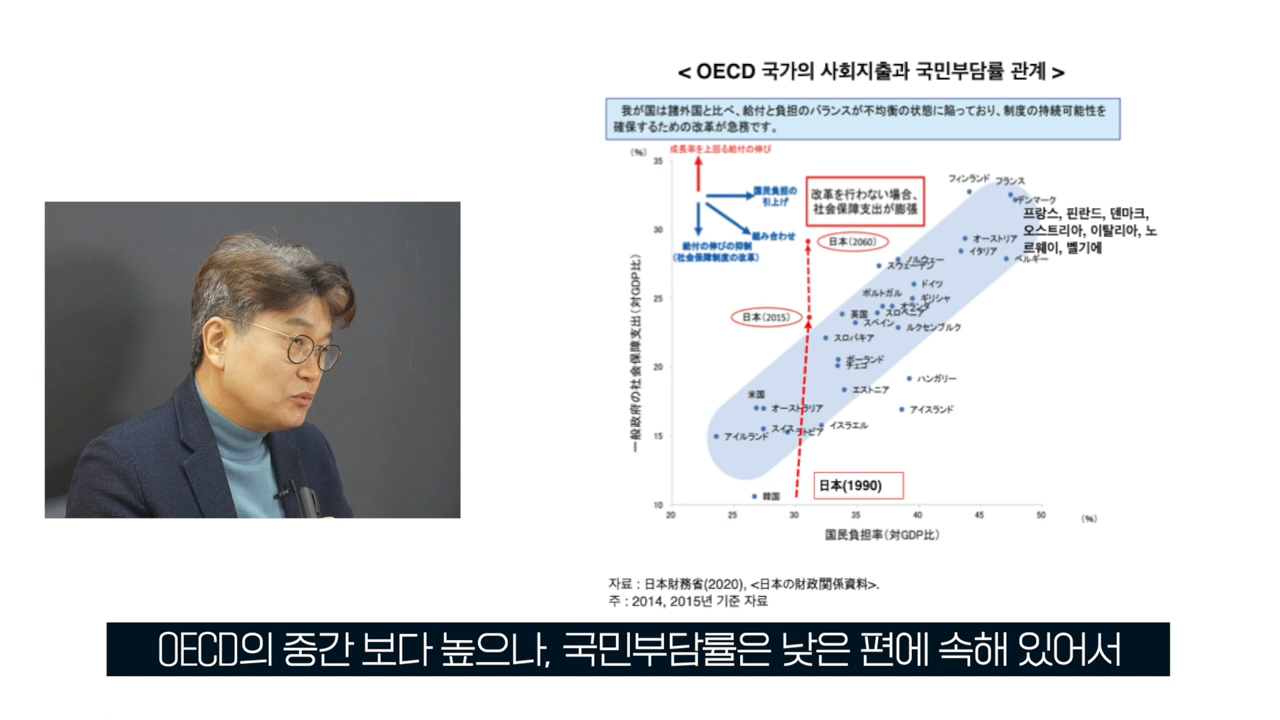 < OECD 국가의 사회지출과 국민부담률 관계 >
我が国は諸外国と比べ、給付と負担のバランスが不均衡の状態に陥っており、制度の持続可能性を
確保するための改革が急務です。
(%)
成長率を上回る給付の伸び
国民負担の
引上げ
組み合わせ
給付の伸びの抑制
(社会保障制度の改革)
改革を行わない場合、
社会保障支出が膨張
日本(2060)
日本(2015)
日本(1990)
フィンランド フランス
デンマーク
프랑스, 핀란드, 덴마크,
오스트리아, 이탈리아, 노
르웨이, 벨기에
オーストリア
イタリア
ベルギー
ノルウェー
スウェーデン
ドイツ
ポルトガル
ギリシャ
オランダ
英国
スロベニア
スペイン
ルクセンブルク
スロバキア
ポーランド
チェコ
ハンガリー
エストニア
米国
オーストラリア
アイスランド
スイス
ラトビア
イスラエル
アイルランド
韓国
35
30
25
20
15
10
20 25 30 35 40 45 50 (%)
一般政府の社会保障支出(対GDP比)
国民負担率(対GDP比)
자료 : 日本財務省(2020), <日本の財政関係資料>.
주 : 2014, 2015년 기준 자료
OECD의 중간 보다 높으나, 국민부담률은 낮은 편에 속해 있어서